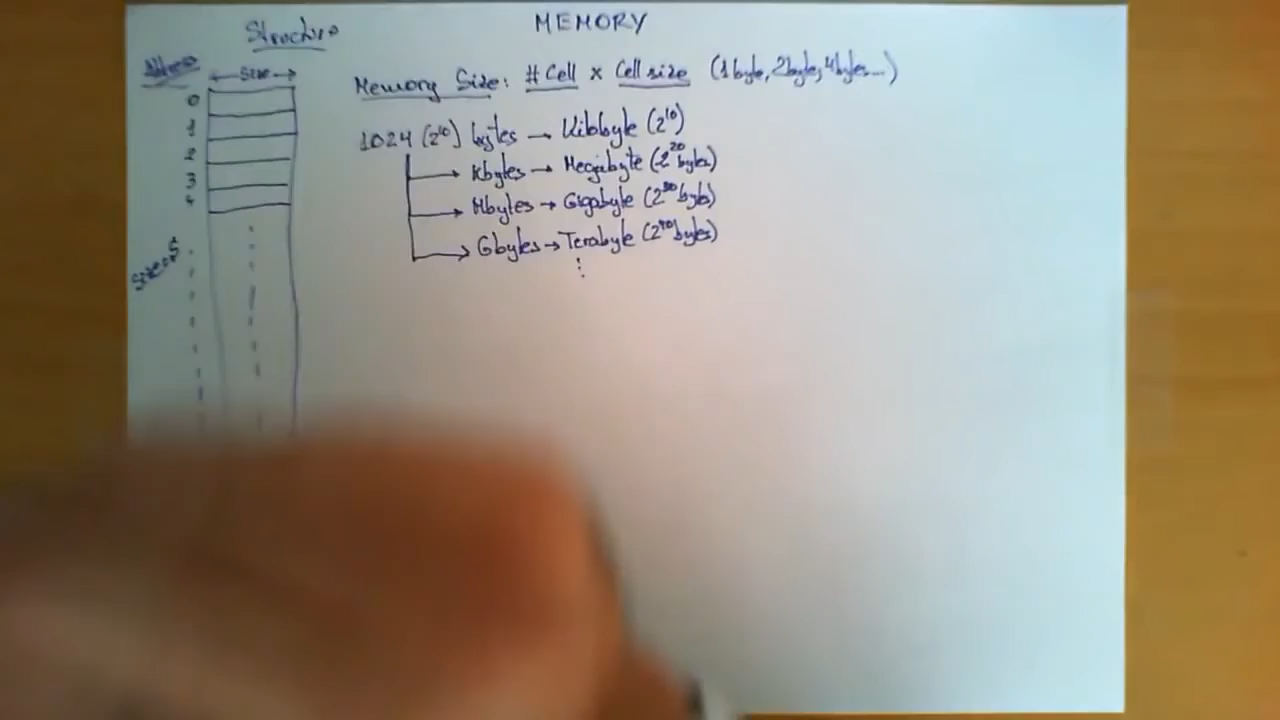 MEMORY
Structure
Address
Size
0
1
2
3
4
Memory Size: # Cell x Cell size (1 byte, 2 bytes, 4 bytes...)
1024 (2^10) bytes → Kilobyte (2^10)
Kbytes → Megabyte (2^20 bytes)
Mbytes → Gigabyte (2^30 bytes)
Gbytes → Terabyte (2^40 bytes)